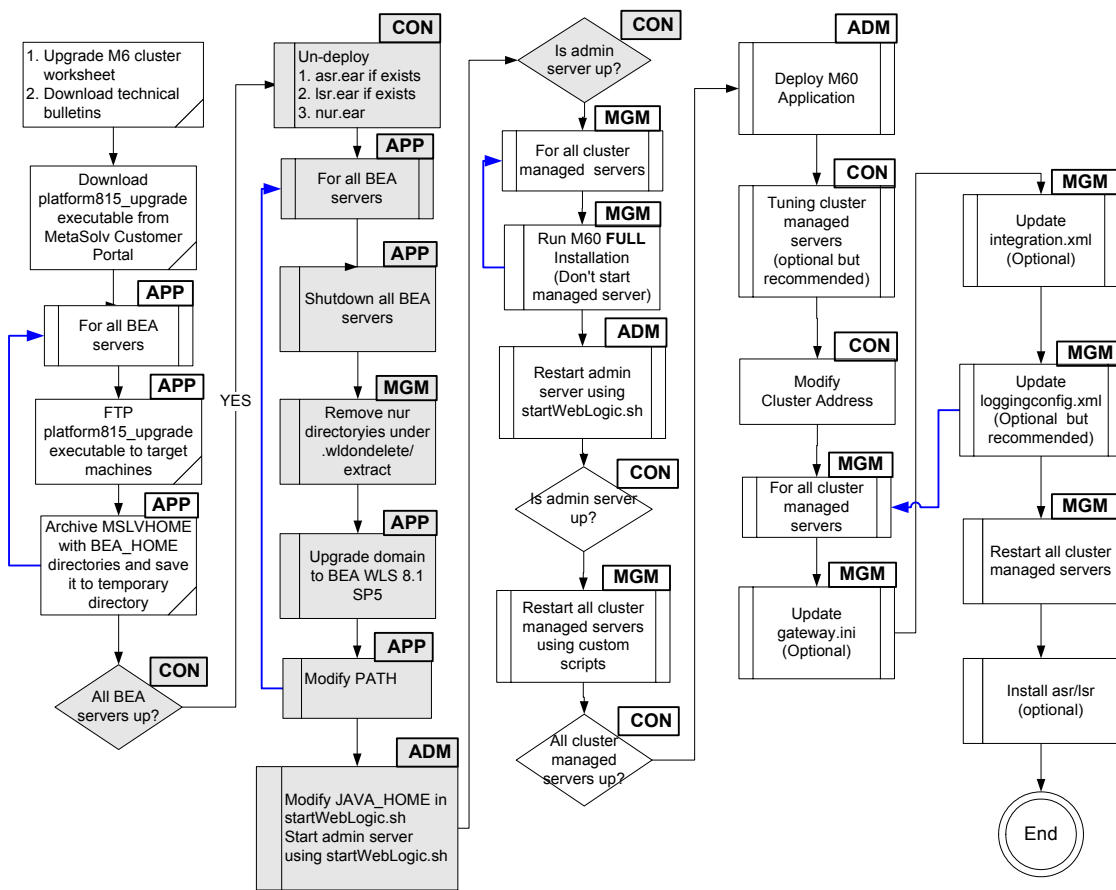 1. Upgrade M6 cluster
worksheet
2. Download technical
bulletins
Download
platform815_upgrade
executable from
MetaSolv Customer
Portal
APP
For all BEA
servers
APP
FTP
platform815_upgrade
executable to target
machines
APP
Archive MSLVHOME
with BEA_HOME
directories and save
it to temporary
directory
CON
All BEA
servers up?
YES
CON
Un-deploy
1. asr.ear if exists
2. lsr.ear if exists
3. nur.ear
APP
For all BEA
servers
APP
Shutdown all BEA
servers
MGM
Remove nur
directoryies under
.wldondelete/
extract
APP
Upgrade domain
to BEA WLS 8.1
SP5
APP
Modify PATH
ADM
Modify JAVA_HOME in
startWebLogic.sh
Start admin server
using startWebLogic.sh
CON
Is admin
server up?
MGM
For all cluster
managed servers
MGM
Run M60 FULL
Installation
(Don't start
managed server)
ADM
Restart admin
server using
startWebLogic.sh
CON
Is admin server
up?
MGM
Restart all cluster
managed servers
using custom
scripts
CON
All cluster
managed
servers up?
ADM
Deploy M60
Application
CON
Tuning cluster
managed
servers
(optional but
recommended)
CON
Modify
Cluster Address
MGM
For all cluster
managed
servers
MGM
Update
gateway.ini
(Optional)
MGM
Update
integration.xml
(Optional)
MGM
Update
loggingconfig.xml
(Optional but
recommended)
MGM
Restart all cluster
managed servers
Install asr/lsr
(optional)
End